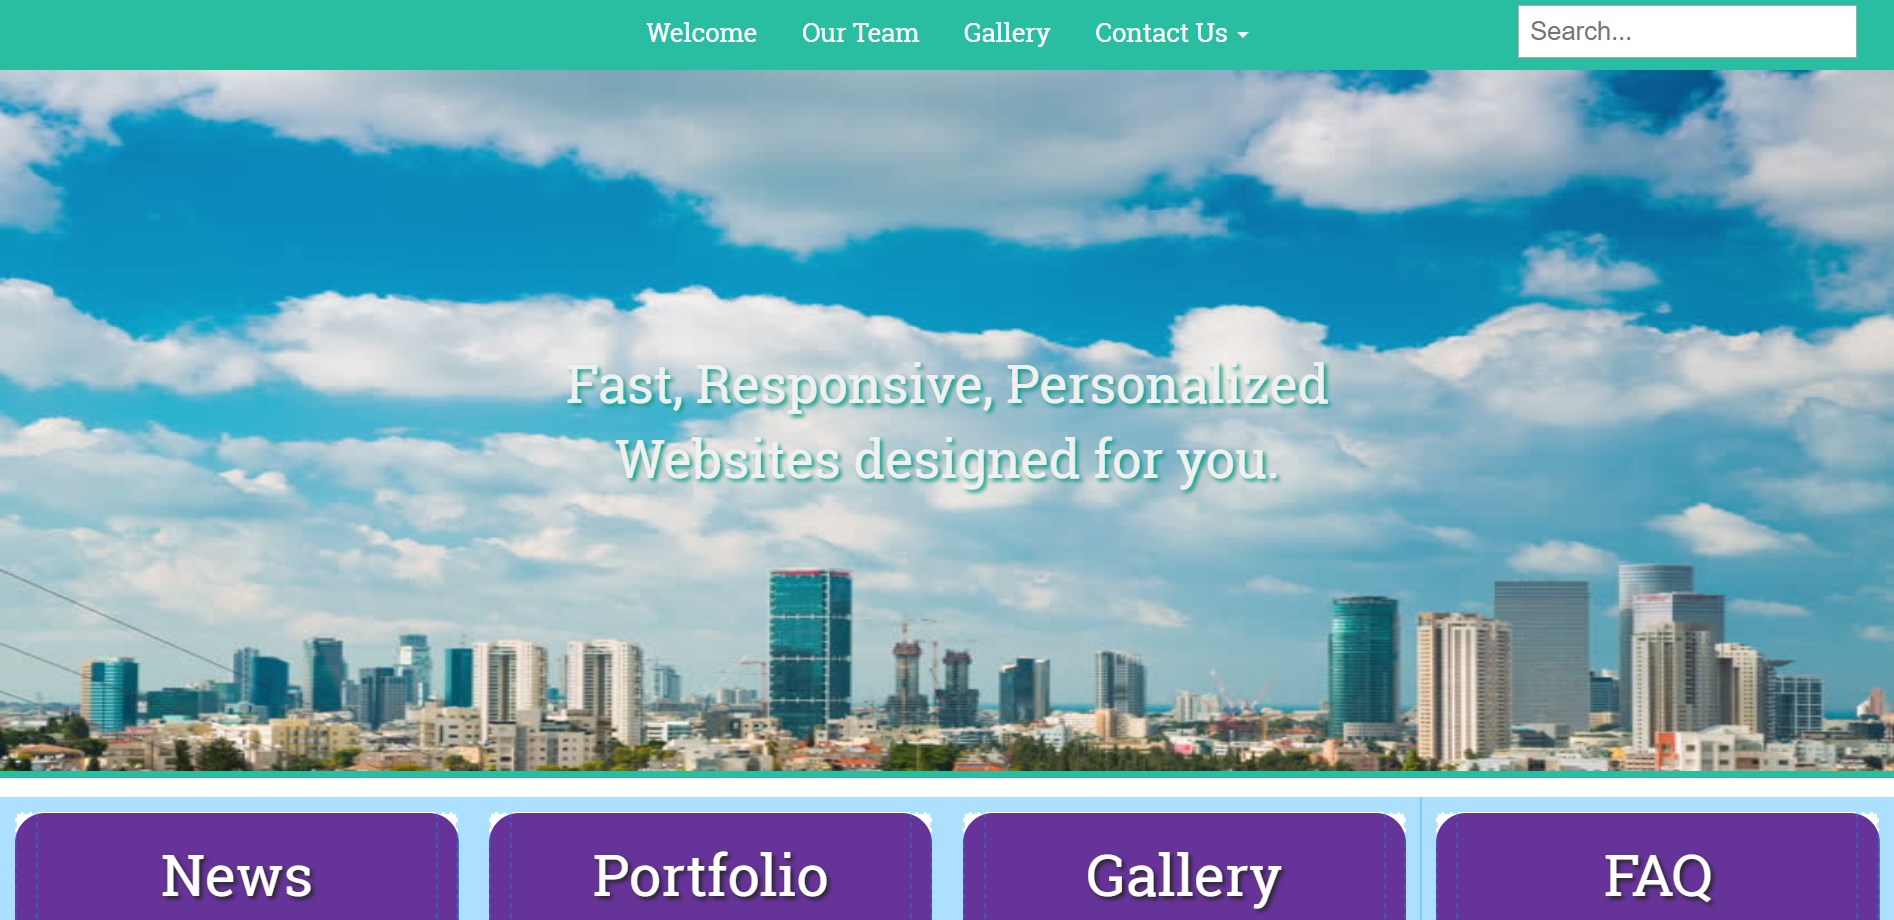 Welcome Our Team Gallery Contact Us Search...
Fast, Responsive, Personalized
Websites designed for you.
News Portfolio Gallery FAQ